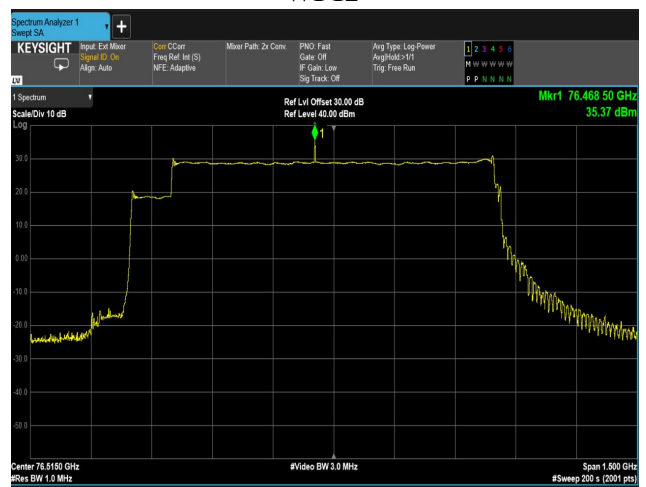 Spectrum Analyzer 1
Swept SA
+
KEYSIGHT
LXI
Input: Ext Mixer
Signal ID: On
Align: Auto
Corr CCorr
Freq Ref: Int (S)
NFE: Adaptive
Mixer Path: 2x Conv.
PNO: Fast
Gate: Off
IF Gain: Low
Sig Track: Off
Avg Type: Log-Power
Avg|Hold:>1/1
Trig: Free Run
1 2 3 4 5 6
M W W W W W
P P N N N N
1 Spectrum
Scale/Div 10 dB
Log
Ref Lvl Offset 30.00 dB
Ref Level 40.00 dBm
Mkr1 76.468 50 GHz
35.37 dBm
1
30.0
20.0
10.0
0.00
-10.0
-20.0
-30.0
-40.0
-50.0
Center 76.5150 GHz
#Res BW 1.0 MHz
#Video BW 3.0 MHz
Span 1.500 GHz
#Sweep 200 s (2001 pts)